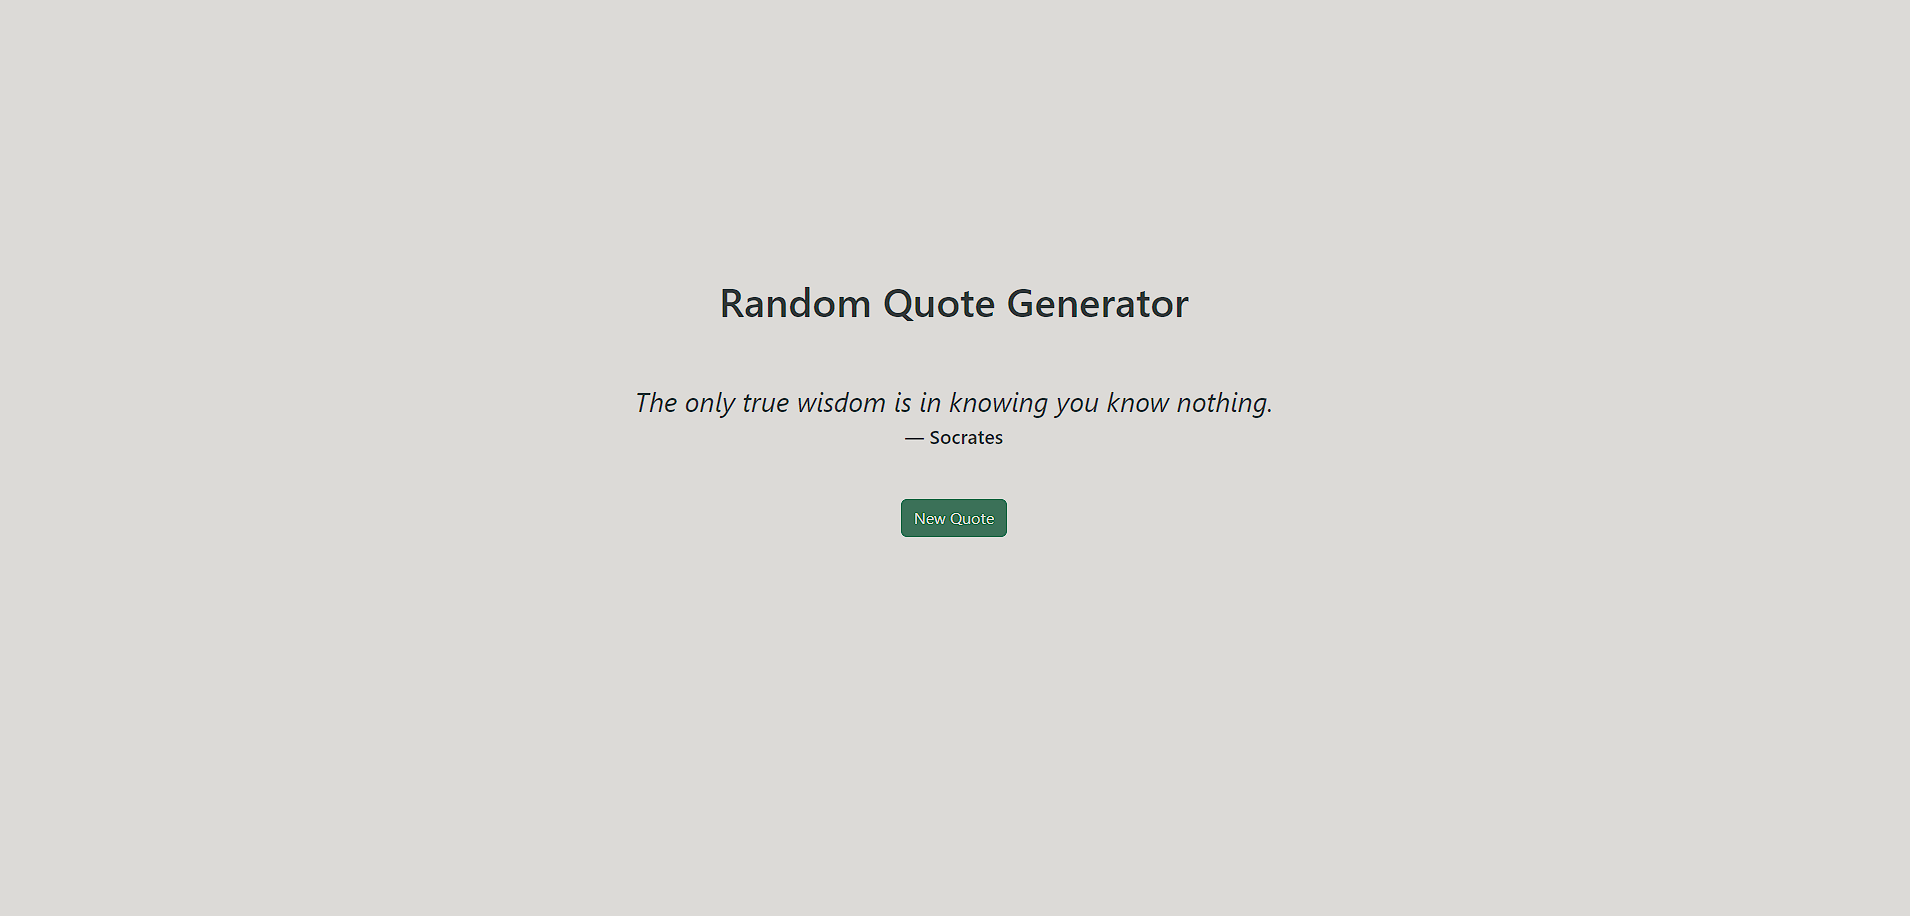 Random Quote Generator
The only true wisdom is in knowing you know nothing.
— Socrates
New Quote